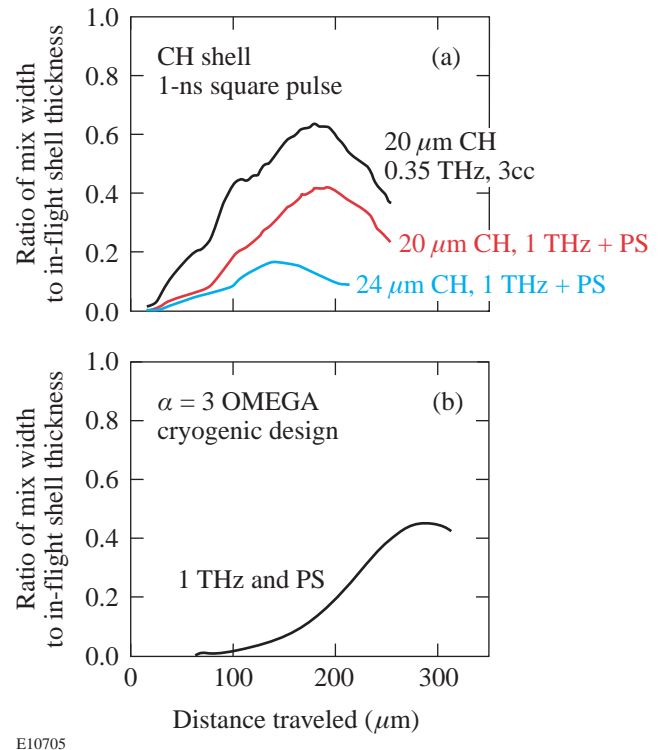 Ratio of mix width
to in-flight shell thickness
1.0
0.8
0.6
0.4
0.2
0.0
CH shell
1-ns square pulse
(a)
20 μm CH
0.35 THz, 3cc
20 μm CH, 1 THz + PS
24 μm CH, 1 THz + PS
Ratio of mix width
to in-flight shell thickness
1.0
0.8
0.6
0.4
0.2
0.0
α = 3 OMEGA
cryogenic design
(b)
1 THz and PS
0 100 200 300
Distance traveled (μm)
E10705